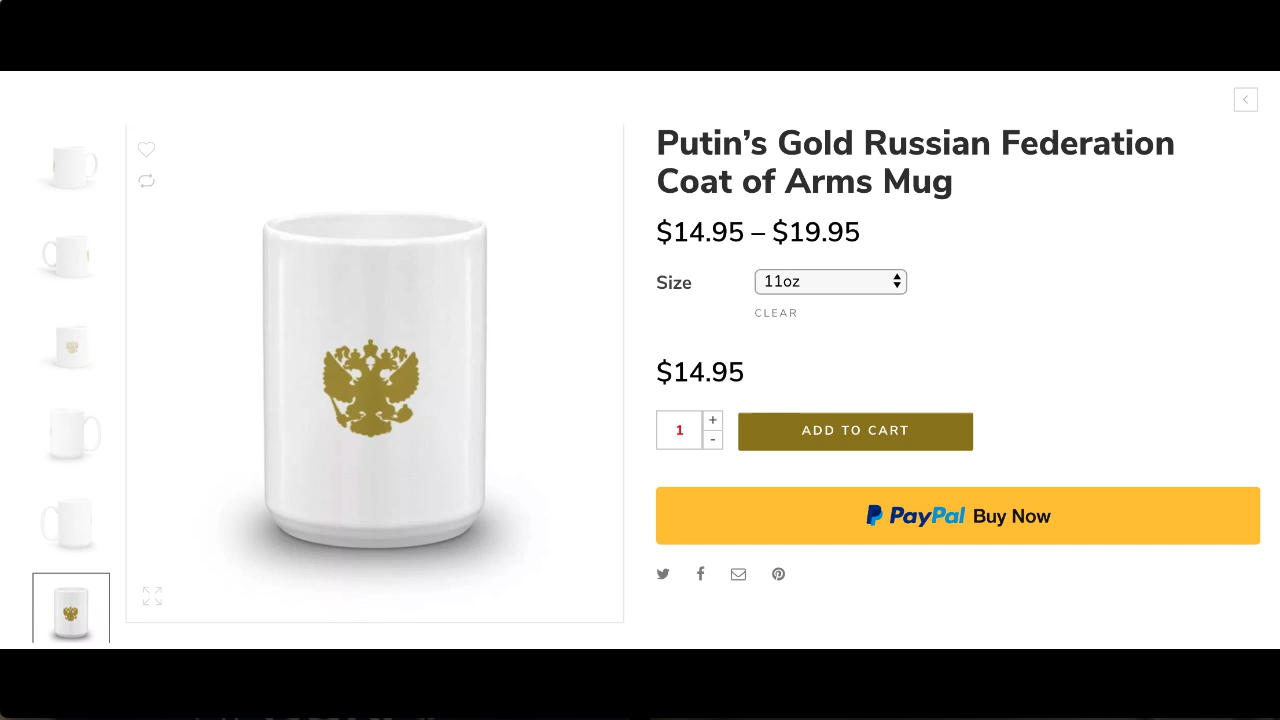 Putin's Gold Russian Federation
Coat of Arms Mug
$14.95 – $19.95
Size
11oz
CLEAR
$14.95
1
+
-
ADD TO CART
PayPal Buy Now